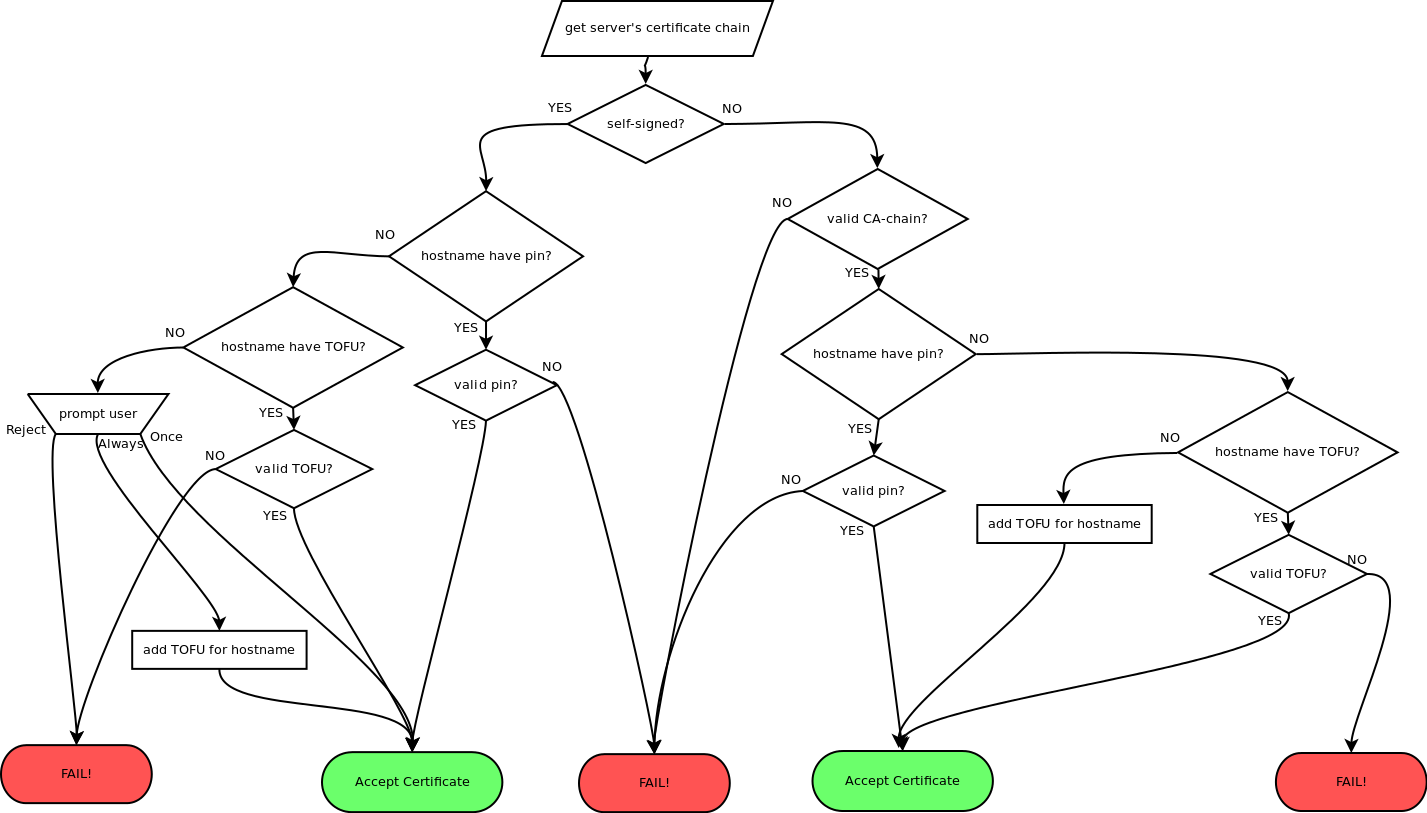 get server's certificate chain
YES
NO
self-signed?
NO
valid CA-chain?
NO
hostname have pin?
YES
NO
YES
NO
hostname have TOFU?
hostname have pin?
NO
YES
NO
valid pin?
prompt user
YES
YES
YES
Reject
Always
Once
NO
hostname have TOFU?
NO
valid TOFU?
NO
valid pin?
YES
YES
YES
add TOFU for hostname
NO
valid TOFU?
YES
add TOFU for hostname
FAIL!
Accept Certificate
FAIL!
Accept Certificate
FAIL!